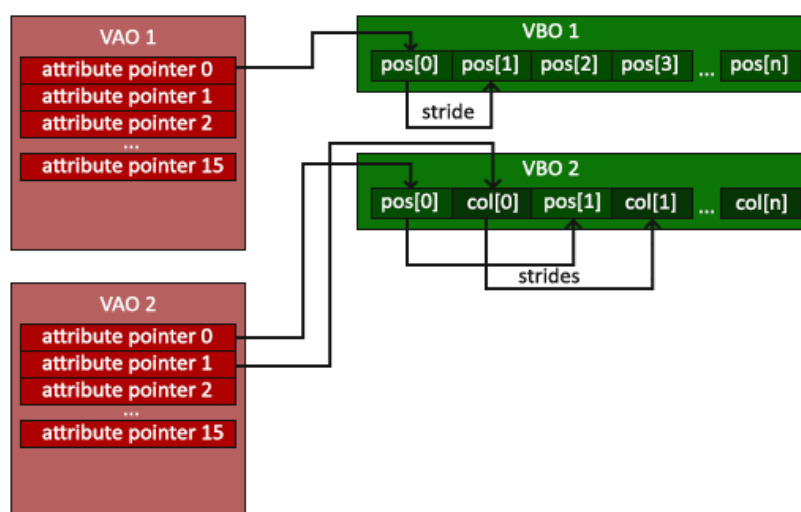 VAO 1
attribute pointer 0
attribute pointer 1
attribute pointer 2
...
attribute pointer 15
VBO 1
pos[0] pos[1] pos[2] pos[3] ... pos[n]
stride
VBO 2
pos[0] col[0] pos[1] col[1] ... col[n]
strides
VAO 2
attribute pointer 0
attribute pointer 1
attribute pointer 2
...
attribute pointer 15